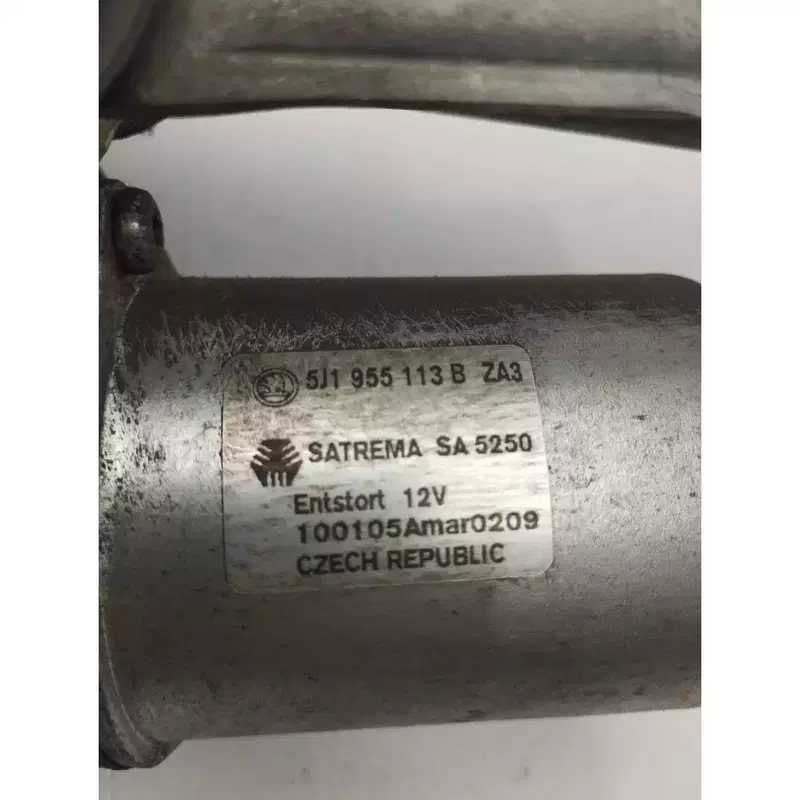 5J1 955 113 B ZA3
SATREMA SA 5250
Entstort 12V
100105Amar0209
CZECH REPUBLIC